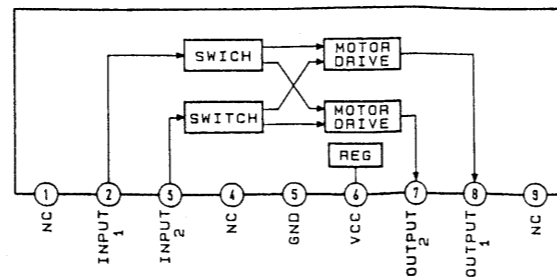 SWICH
MOTOR
DRIVE
SWITCH
MOTOR
DRIVE
REG
1 2 3 4 5 6 7 8 9
NC
INPUT
1
INPUT
2
NC
GND
VCC
OUTPUT
2
OUTPUT
1
NC